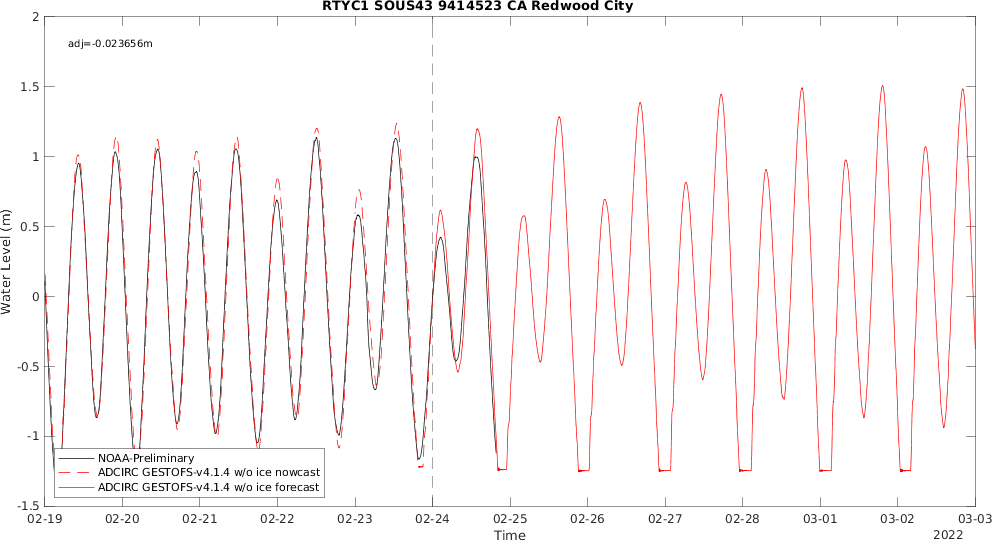 RTYC1 SOUS43 9414523 CA Redwood City
adj=-0.023656m
2
1.5
1
0.5
0
-0.5
-1
-1.5
Water Level (m)
NOAA-Preliminary
ADCIRC GESTOFS-v4.1.4 w/o ice nowcast
ADCIRC GESTOFS-v4.1.4 w/o ice forecast
02-19 02-20 02-21 02-22 02-23 02-24 02-25 02-26 02-27 02-28 03-01 03-02 03-03
Time
2022